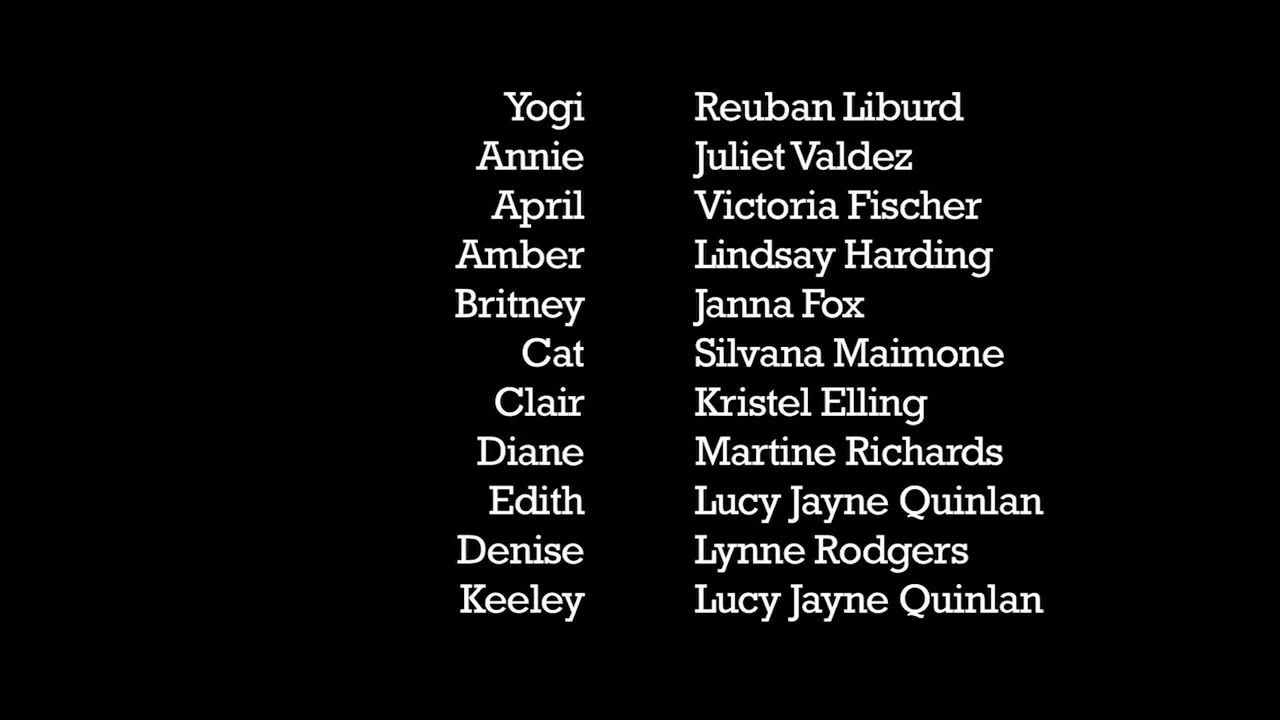 Yogi Reuban Liburd
Annie Juliet Valdez
April Victoria Fischer
Amber Lindsay Harding
Britney Janna Fox
Cat Silvana Maimone
Clair Kristel Elling
Diane Martine Richards
Edith Lucy Jayne Quinlan
Denise Lynne Rodgers
Keeley Lucy Jayne Quinlan